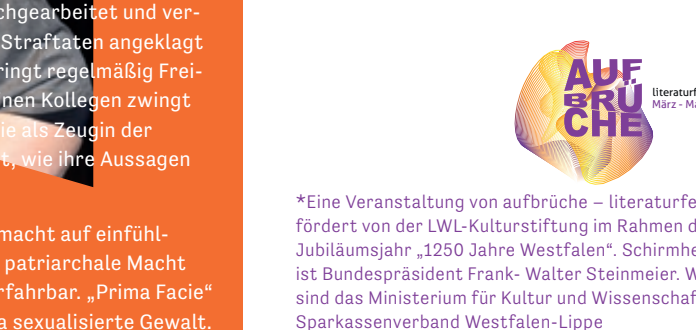 chgearbeitet und ver-
Straftaten angeklagt
ringt regelmäßig Frei-
nen Kollegen zwingt
ie als Zeugin der
t, wie ihre Aussagen
macht auf einfühl-
patriarchale Macht
rfahrbar. „Prima Facie“
a sexualisierte Gewalt.
AUF
BRÜ
CHE
literaturf
März - Ma
*Eine Veranstaltung von aufbrüche – literaturfe
fördert von der LWL-Kulturstiftung im Rahmen d
Jubiläumsjahr „1250 Jahre Westfalen“. Schirmhe
ist Bundespräsident Frank- Walter Steinmeier. W
sind das Ministerium für Kultur und Wissenschaf
Sparkassenverband Westfalen-Lippe